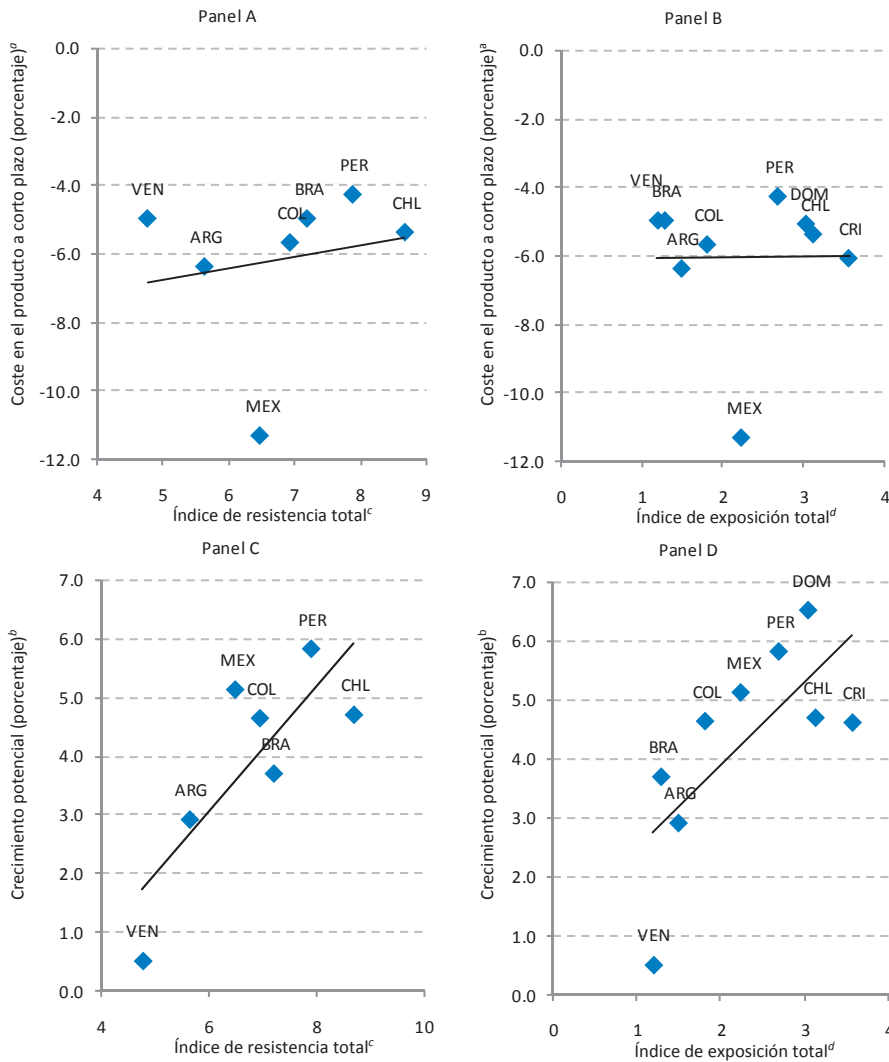 Panel A
Coste en el producto a corto plazo (porcentaje)a
0.0
-2.0
-4.0
-6.0
-8.0
-10.0
-12.0
VEN
ARG
COL
BRA
PER
CHL
MEX
4 5 6 7 8 9
Índice de resistencia totalc
Panel B
Coste en el producto a corto plazo (porcentaje)a
0.0
-2.0
-4.0
-6.0
-8.0
-10.0
-12.0
VEN
BRA
ARG
COL
PER
DOM
CHL
CRI
MEX
0 1 2 3 4
Índice de exposición totald
Panel C
Crecimiento potencial (porcentaje)b
7.0
6.0
5.0
4.0
3.0
2.0
1.0
0.0
PER
MEX
COL
CHL
BRA
ARG
VEN
4 6 8 10
Índice de resistencia totalc
Panel D
Crecimiento potencial (porcentaje)b
7.0
6.0
5.0
4.0
3.0
2.0
1.0
0.0
DOM
PER
MEX
COL
CHL
CRI
BRA
ARG
VEN
0 1 2 3 4
Índice de exposición totald